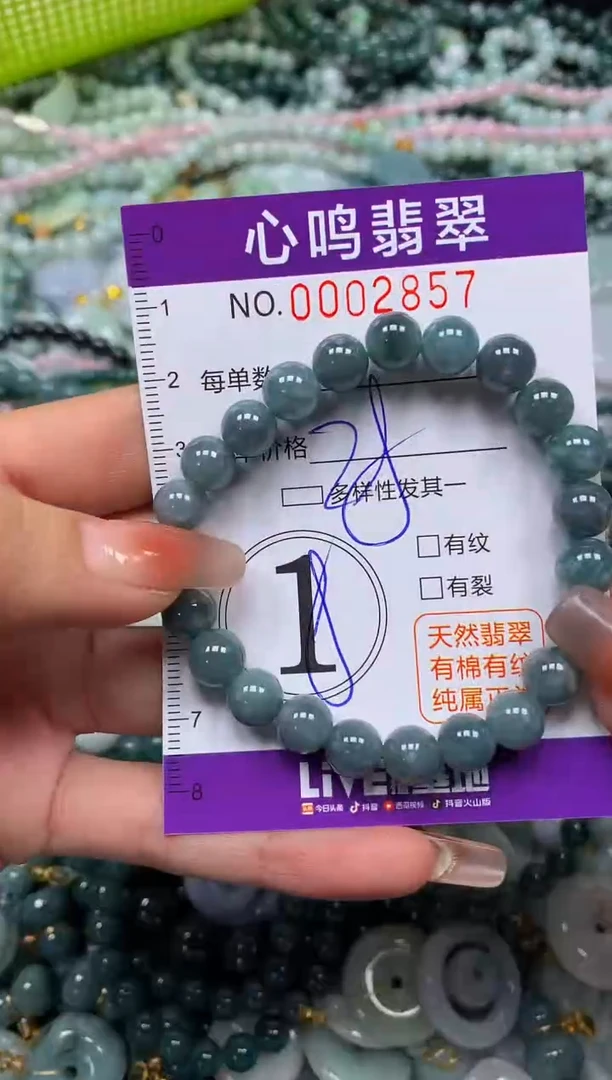 心鸣翡翠
NO.0002857
每单数
价格
多样性发其一
1
有纹
有裂
天然翡翠
有棉有纹
纯属正
LiVE 基地
今日头条 抖音 西瓜视频 抖音火山版
0
1
2
3
7
8